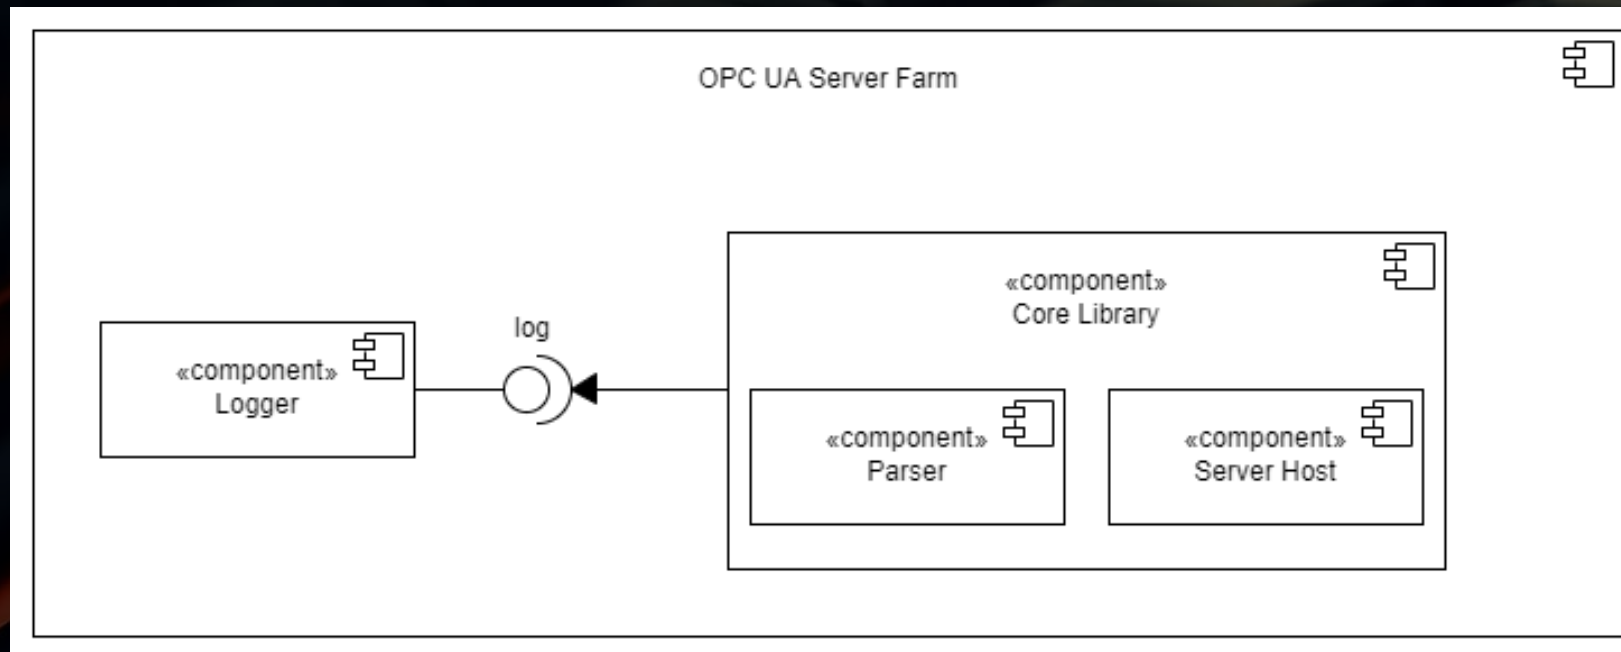 OPC UA Server Farm
«component»
Core Library
log
«component»
Logger
«component»
Parser
«component»
Server Host